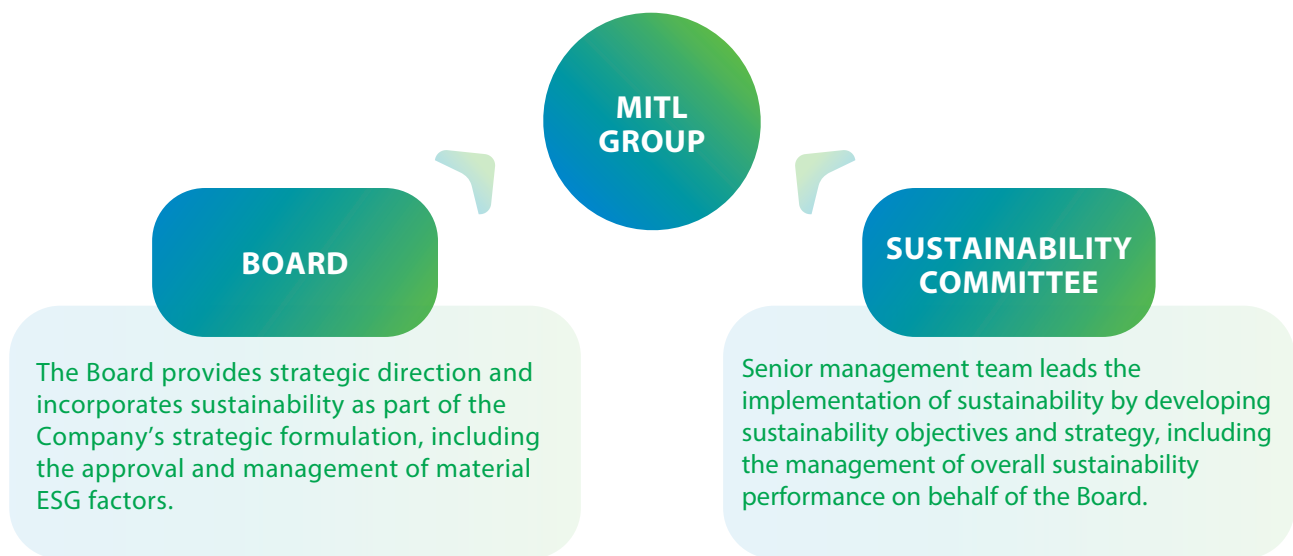 MITL
GROUP
BOARD
The Board provides strategic direction and
incorporates sustainability as part of the
Company’s strategic formulation, including
the approval and management of material
ESG factors.
SUSTAINABILITY
COMMITTEE
Senior management team leads the
implementation of sustainability by developing
sustainability objectives and strategy, including
the management of overall sustainability
performance on behalf of the Board.